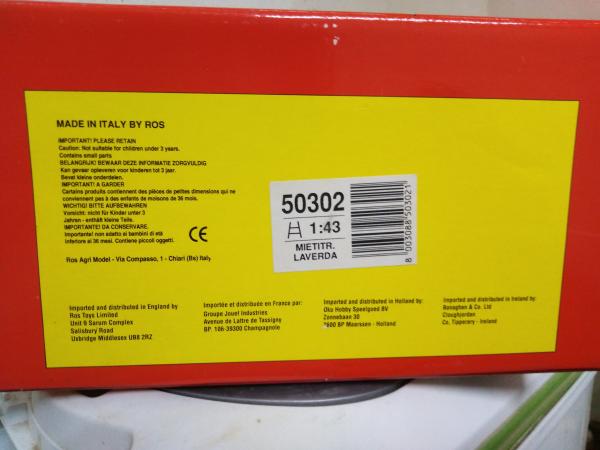 MADE IN ITALY BY ROS
IMPORTANT! PLEASE RETAIN
Caution: Not suitable for children under 3 years.
Contains small parts
BELANGRIJK! BEWAAR DEZE INFORMATIE ZORGVULDIG
Kan gevaar opleveren voor kinderen tot 3 jaar.
Bevat kleine onderdelen.
IMPORTANT! A GARDER
Certains produits contiennent des pièces de petites dimensions qui ne
conviennent pas à des enfants de moisons de 36 mois.
WICHTIG! BITTE AUFBEWAHREN
Vorsicht: nicht für Kinder unter 3
Jahren - enthält kleine Teile.
IMPORTANTE! DA CONSERVARE.
Importante! non adatto ai bambini di età
inferiore ai 36 mesi. Contiene piccoli oggetti.
CE
Ros Agri Model - Via Compasso, 1 - Chiari (Bs) Italy
50302
1:43
MIETITR.
LAVERDA
8 003088 503021
Imported and distributed in England by
Ros Toys Limited
Unit 9 Sarum Complex
Salisbury Road
Uxbridge Middlesex UB8 2RZ
Importée et distribuée en France par:
Groupe Jouef Industries
Avenue de Lattre de Tassigny
BP. 106-39300 Champagnole
Imported and distributed in Holland by:
Oku Hobby Speelgoed BV
Zonnebaan 30
3600 BP Maarssen - Holland
Imported and distributed in Ireland by:
Ronaghan & Co. Ltd
Cloughjordan
Co, Tipperary - Ireland